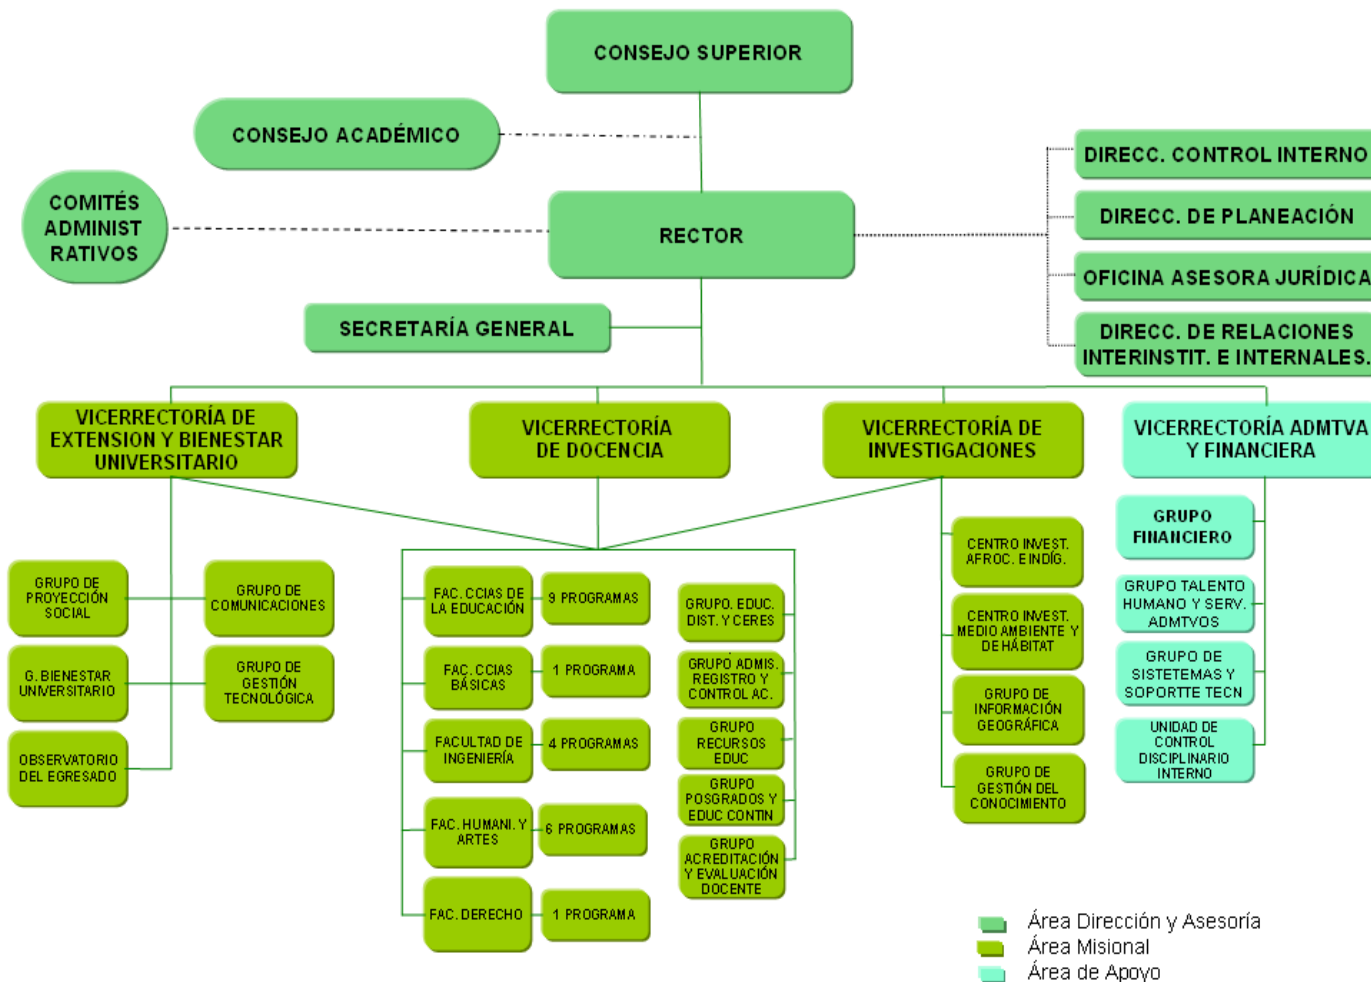 CONSEJO SUPERIOR
CONSEJO ACADÉMICO
DIRECC. CONTROL INTERNO
COMITÉS
ADMINIST
RATIVOS
DIRECC. DE PLANEACIÓN
RECTOR
OFICINA ASESORA JURÍDICA
SECRETARÍA GENERAL
DIRECC. DE RELACIONES
INTERINSTIT. E INTERNALES.
VICERRECTORÍA DE
EXTENSION Y BIENESTAR
UNIVERSITARIO
VICERRECTORÍA
DE DOCENCIA
VICERRECTORÍA DE
INVESTIGACIONES
VICERRECTORÍA ADMTVA
Y FINANCIERA
GRUPO DE
PROYECCIÓN
SOCIAL
GRUPO DE
COMUNICACIONES
G. BIENESTAR
UNIVERSITARIO
GRUPO DE
GESTIÓN
TECNOLÓGICA
OBSERVATORIO
DEL EGRESADO
FAC. CCIAS DE
LA EDUCACIÓN
9 PROGRAMAS
FAC. CCIAS
BÁSICAS
1 PROGRAMA
FACULTAD DE
INGENIERÍA
4 PROGRAMAS
FAC. HUMANI. Y
ARTES
6 PROGRAMAS
FAC. DERECHO
1 PROGRAMA
GRUPO. EDUC.
DIST. Y CERES
GRUPO ADMIS.
REGISTRO Y
CONTROL AC.
GRUPO
RECURSOS
EDUC
GRUPO
POSGRADOS Y
EDUC CONTIN
GRUPO
ACREDITACIÓN
Y EVALUACIÓN
DOCENTE
CENTRO INVEST.
AFROC. E INDÍG.
CENTRO INVEST.
MEDIO AMBIENTE Y
DE HÁBITAT
GRUPO DE
INFORMACIÓN
GEOGRÁFICA
GRUPO DE
GESTIÓN DEL
CONOCIMIENTO
GRUPO
FINANCIERO
GRUPO TALENTO
HUMANO Y SERV.
ADMTVOS
GRUPO DE
SISTETEMAS Y
SOPORTTE TECN
UNIDAD DE
CONTROL
DISCIPLINARIO
INTERNO
Área Dirección y Asesoría
Área Misional
Área de Apoyo